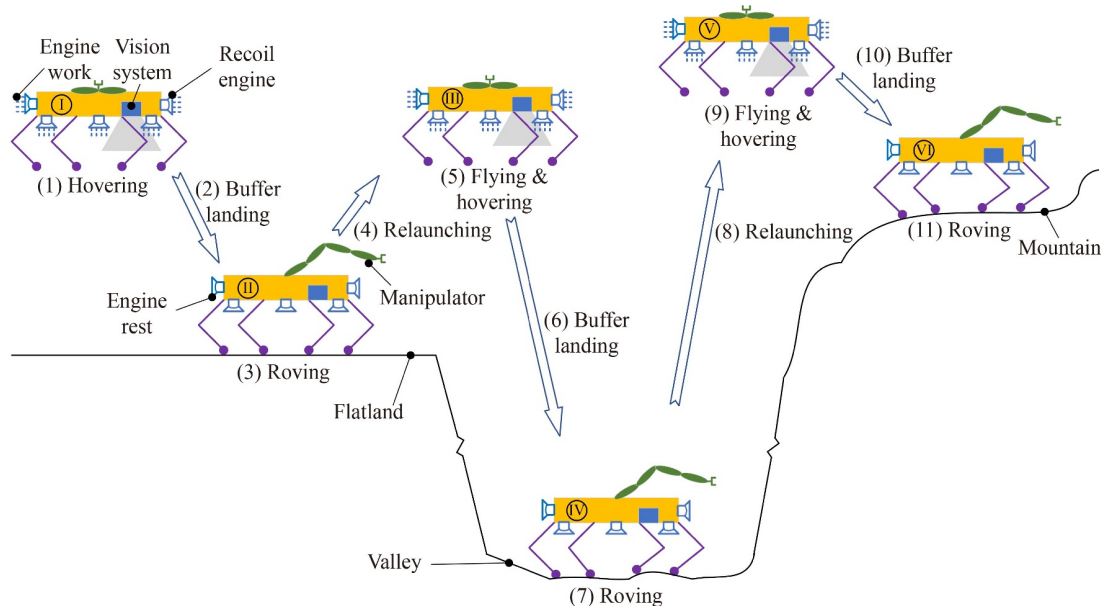 Engine
work
Vision
system
Recoil
engine
I
(1) Hovering
(2) Buffer
landing
Engine
rest
II
(3) Roving
Manipulator
Flatland
(4) Relaunching
III
(5) Flying &
hovering
(6) Buffer
landing
IV
Valley
(7) Roving
(8) Relaunching
V
(9) Flying &
hovering
(10) Buffer
landing
VI
(11) Roving
Mountain